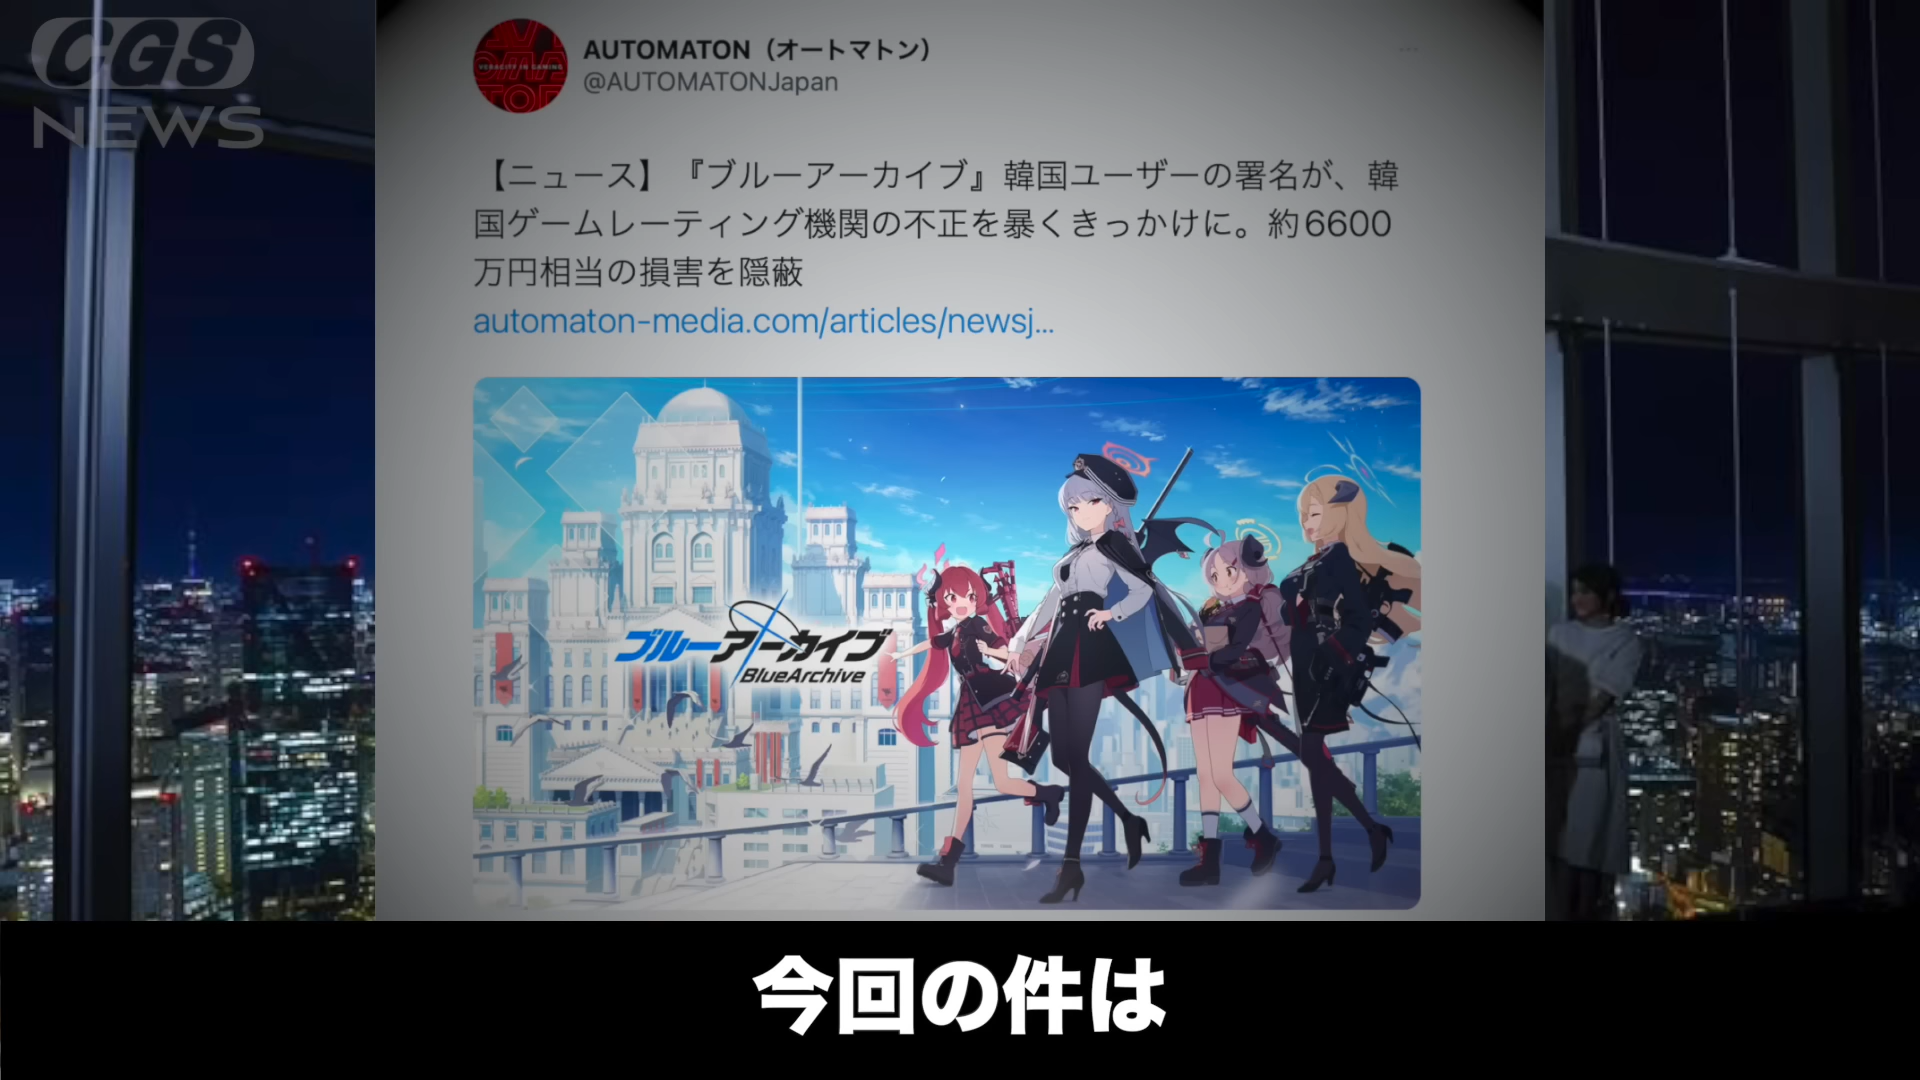 CGS
NEWS
AUTOMATON（オートマトン）
@AUTOMATONJapan
【ニュース】『ブルーアーカイブ』韓国ユーザーの署名が、韓
国ゲームレーティング機関の不正を暴くきっかけに。約6600
万円相当の損害を隠蔽
automaton-media.com/articles/newsj…
ブルーアーカイブ
BlueArchive
今回の件は